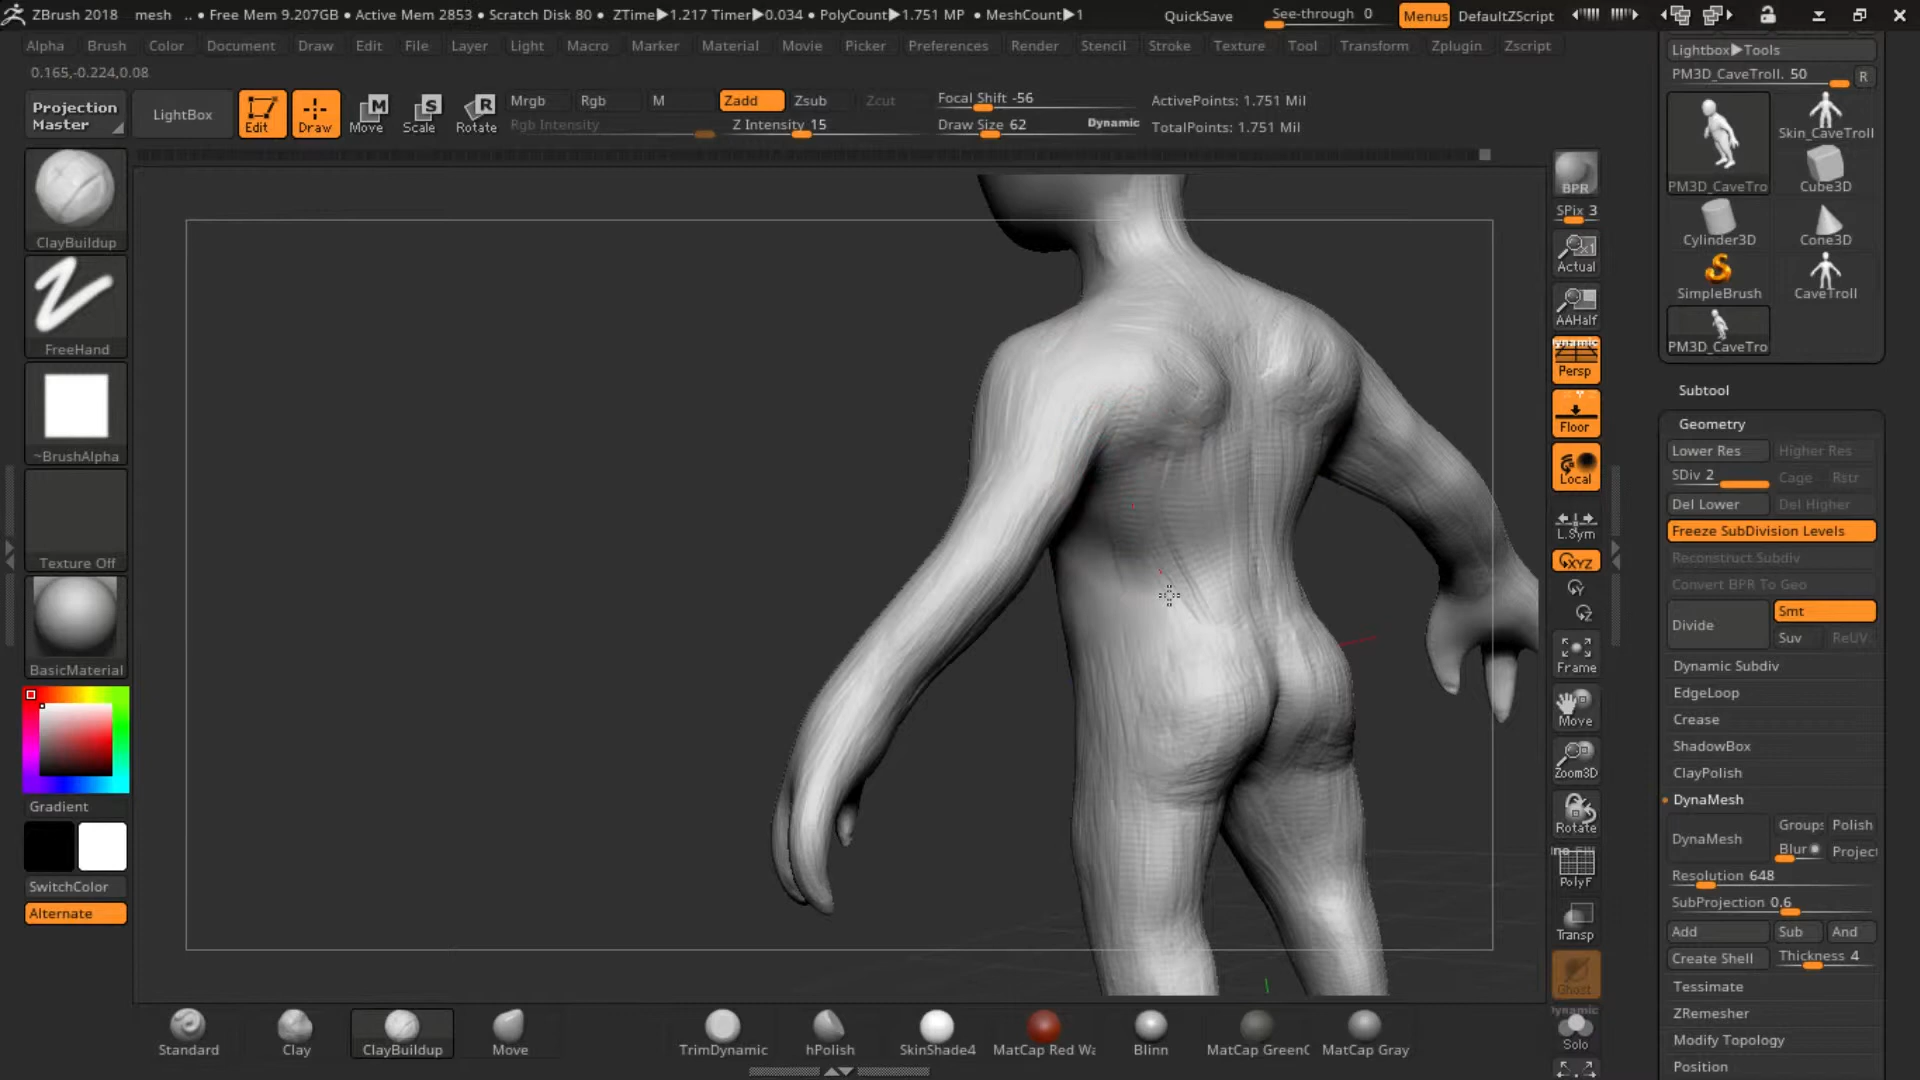 ZBrush 2018 mesh .. • Free Mem 9.207GB • Active Mem 2853 • Scratch Disk 80 • ZTime▶1.217 Timer▶0.034 • PolyCount▶1.751 MP • MeshCount▶1 QuickSave See-through 0 Menus DefaultZScript
Alpha Brush Color Document Draw Edit File Layer Light Macro Marker Material Movie Picker Preferences Render Stencil Stroke Texture Tool Transform Zplugin Zscript
Lightbox▶Tools
0.165,-0.224,0.08
PM3D_CaveTroll. 50 R
Projection Master
LightBox
Edit Draw Move Scale Rotate
Mrgb Rgb M Zadd Zsub Zcut Focal Shift -56 ActivePoints: 1.751 Mil
Rgb Intensity Z Intensity 15 Draw Size 62 Dynamic TotalPoints: 1.751 Mil
Skin_CaveTroll
PM3D_CaveTro Cube3D
Cylinder3D Cone3D
SimpleBrush CaveTroll
PM3D_CaveTro
ClayBuildup
FreeHand
~BrushAlpha
Texture Off
BasicMaterial
Gradient
SwitchColor
Alternate
BPR
SPix 3
Actual
AAHalf
Persp
Floor
Local
L.Sym
XYZ
Y
Z
Frame
Move
Zoom3D
Rotate
PolyF
Transp
Ghost
Dynamic
Solo
Subtool
Geometry
Lower Res Higher Res
SDiv 2 Cage Rstr
Del Lower Del Higher
Freeze SubDivision Levels
Reconstruct Subdiv
Convert BPR To Geo
Divide Smt
Suv ReUV
Dynamic Subdiv
EdgeLoop
Crease
ShadowBox
ClayPolish
DynaMesh
DynaMesh Groups Polish
Blur Project
Resolution 648
SubProjection 0.6
Add Sub And
Create Shell Thickness 4
Tessimate
ZRemesher
Modify Topology
Position
Standard Clay ClayBuildup Move TrimDynamic hPolish SkinShade4 MatCap Red Wa Blinn MatCap GreenC MatCap Gray